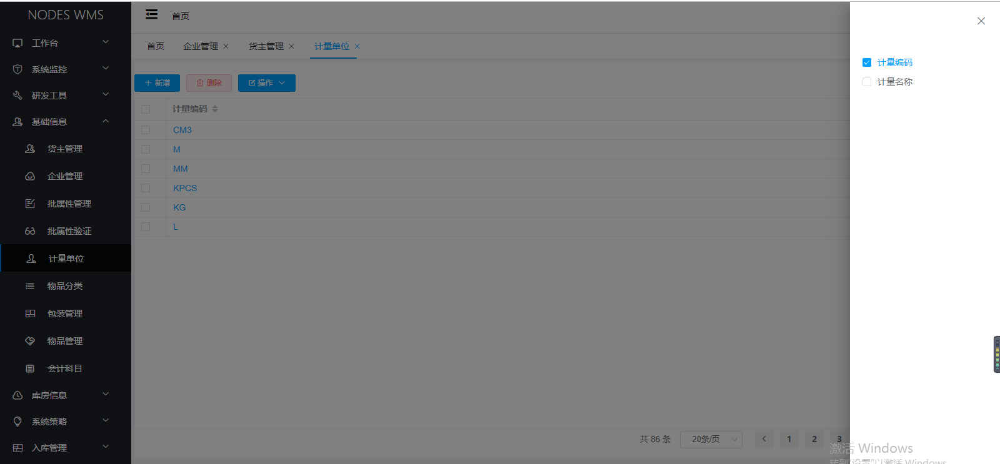 NODES WMS
工作台
系统监控
研发工具
基础信息
货主管理
企业管理
批属性管理
批属性验证
计量单位
物品分类
包装管理
物品管理
会计科目
库房信息
系统策略
入库管理
首页
首页 企业管理 货主管理 计量单位
新增 删除 操作
计量编码
CM3
M
MM
KPCS
KG
L
共 86 条 20条/页 1 2 3
计量编码
计量名称
激活 Windows
转到"设置"以激活 Windows